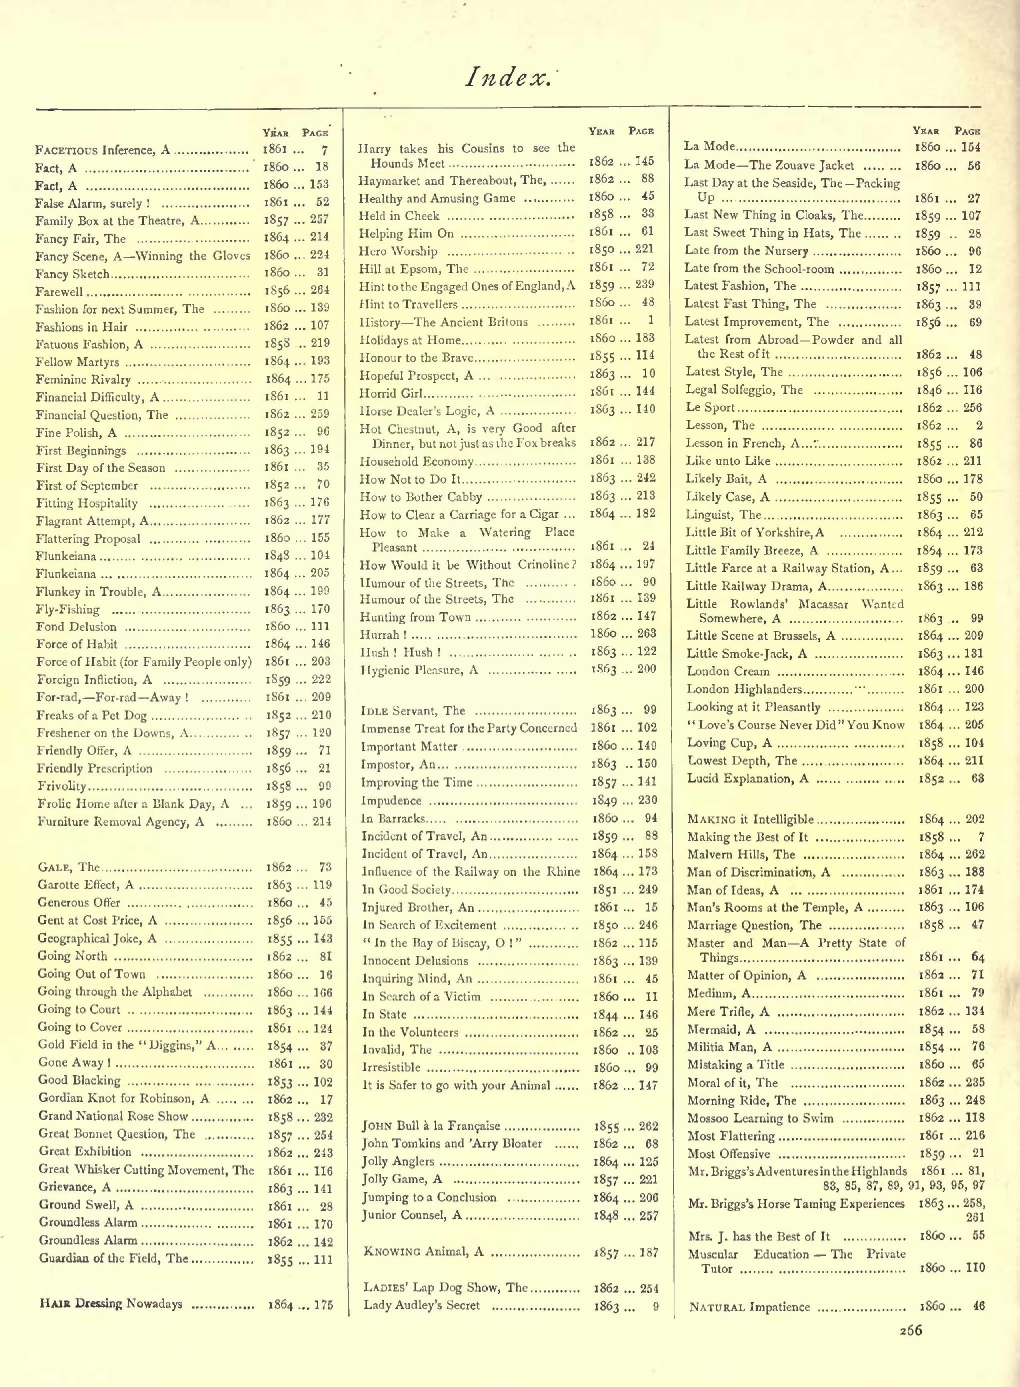 Index.
YEAR PAGE
FACETIOUS Inference, A 1861 ... 7
Fact, A 1860 ... 18
Fact, A 1860 ... 153
False Alarm, surely ! 1861 ... 52
Family Box at the Theatre, A 1857 ... 257
Fancy Fair, The 1864 ... 214
Fancy Scene, A—Winning the Gloves 1860 ... 224
Fancy Sketch 1860 ... 31
Farewell 1856 ... 264
Fashion for next Summer, The 1860 ... 139
Fashions in Hair 1862 ... 107
Fatuous Fashion, A 1858 .. 219
Fellow Martyrs 1864 ... 193
Feminine Rivalry 1864 ... 175
Financial Difficulty, A 1861 ... 11
Financial Question, The 1862 ... 259
Fine Polish, A 1852 ... 96
First Beginnings 1863 ... 194
First Day of the Season 1861 ... 35
First of September 1852 ... 70
Fitting Hospitality 1863 ... 176
Flagrant Attempt, A 1862 ... 177
Flattering Proposal 1860 ... 155
Flunkeiana 1848 ... 104
Flunkeiana 1864 ... 205
Flunkey in Trouble, A 1864 ... 199
Fly-Fishing 1863 ... 170
Fond Delusion 1860 ... 111
Force of Habit 1864 ... 146
Force of Habit (for Family People only) 1861 ... 203
Foreign Infliction, A 1859 ... 222
For-rad,—For-rad—Away ! 1861 ... 209
Freaks of a Pet Dog 1852 ... 210
Freshener on the Downs, A 1857 ... 120
Friendly Offer, A 1859 ... 71
Friendly Prescription 1856 ... 21
Frivolity 1858 ... 99
Frolic Home after a Blank Day, A 1859 ... 196
Furniture Removal Agency, A 1860 ... 214
GALE, The 1862 ... 73
Garotte Effect, A 1863 ... 119
Generous Offer 1860 ... 45
Gent at Cost Price, A 1856 ... 155
Geographical Joke, A 1855 ... 143
Going North 1862 ... 81
Going Out of Town 1860 ... 16
Going through the Alphabet 1860 ... 166
Going to Court 1863 ... 144
Going to Cover 1861 ... 124
Gold Field in the "Diggins," A 1854 ... 37
Gone Away ! 1861 ... 30
Good Blacking 1853 ... 102
Gordian Knot for Robinson, A 1862 ... 17
Grand National Rose Show 1858 ... 232
Great Bonnet Question, The 1857 ... 254
Great Exhibition 1862 ... 243
Great Whisker Cutting Movement, The 1861 ... 116
Grievance, A 1863 ... 141
Ground Swell, A 1861 ... 28
Groundless Alarm 1861 ... 170
Groundless Alarm 1862 ... 142
Guardian of the Field, The 1855 ... 111
HAIR Dressing Nowadays 1864 ... 175
YEAR PAGE
Harry takes his Cousins to see the
Hounds Meet 1862 ... 145
Haymarket and Thereabout, The, 1862 ... 88
Healthy and Amusing Game 1860 ... 45
Held in Cheek 1858 ... 33
Helping Him On 1861 ... 61
Hero Worship 1850 ... 221
Hill at Epsom, The 1861 ... 72
Hint to the Engaged Ones of England, A 1859 ... 239
Hint to Travellers 1860 ... 48
History—The Ancient Britons 1861 ... 1
Holidays at Home 1860 ... 183
Honour to the Brave 1855 ... 114
Hopeful Prospect, A 1863 ... 10
Horrid Girl 1861 ... 144
Horse Dealer's Logic, A 1863 ... 140
Hot Chestnut, A, is very Good after
Dinner, but not just as the Fox breaks 1862 ... 217
Household Economy 1861 ... 138
How Not to Do It 1863 ... 242
How to Bother Cabby 1863 ... 213
How to Clear a Carriage for a Cigar 1864 ... 182
How to Make a Watering Place
Pleasant 1861 ... 24
How Would it be Without Crinoline? 1864 ... 197
Humour of the Streets, The 1860 ... 90
Humour of the Streets, The 1861 ... 139
Hunting from Town 1862 ... 147
Hurrah ! 1860 ... 263
Hush ! Hush ! 1863 ... 122
Hygienic Pleasure, A 1863 ... 200
IDLE Servant, The 1863 ... 99
Immense Treat for the Party Concerned 1861 ... 102
Important Matter 1860 ... 149
Impostor, An 1863 .. 150
Improving the Time 1857 ... 141
Impudence 1849 ... 230
In Barracks 1860 ... 94
Incident of Travel, An 1859 ... 88
Incident of Travel, An 1864 ... 158
Influence of the Railway on the Rhine 1864 ... 173
In Good Society 1851 ... 249
Injured Brother, An 1861 ... 15
In Search of Excitement 1850 ... 246
"In the Bay of Biscay, O !" 1862 ... 115
Innocent Delusions 1863 ... 139
Inquiring Mind, An 1861 ... 45
In Search of a Victim 1860 ... 11
In State 1844 ... 146
In the Volunteers 1862 ... 25
Invalid, The 1860 .. 103
Irresistible 1860 ... 99
It is Safer to go with your Animal 1862 ... 147
JOHN Bull à la Française 1855 ... 262
John Tomkins and 'Arry Bloater 1862 ... 68
Jolly Anglers 1864 ... 125
Jolly Game, A 1857 ... 221
Jumping to a Conclusion 1864 ... 206
Junior Counsel, A 1848 ... 257
KNOWING Animal, A 1857 ... 187
LADIES' Lap Dog Show, The 1862 ... 254
Lady Audley's Secret 1863 ... 9
YEAR PAGE
La Mode 1860 ... 154
La Mode—The Zouave Jacket 1860 ... 56
Last Day at the Seaside, The—Packing
Up 1861 ... 27
Last New Thing in Cloaks, The 1859 ... 107
Last Sweet Thing in Hats, The 1859 .. 28
Late from the Nursery 1860 ... 96
Late from the School-room 1860 ... 12
Latest Fashion, The 1857 ... 111
Latest Fast Thing, The 1863 ... 39
Latest Improvement, The 1856 ... 69
Latest from Abroad—Powder and all
the Rest of it 1862 ... 48
Latest Style, The 1856 ... 106
Legal Solfeggio, The 1846 ... 116
Le Sport 1862 ... 256
Lesson, The 1862 ... 2
Lesson in French, A 1855 ... 86
Like unto Like 1862 ... 211
Likely Bait, A 1860 ... 178
Likely Case, A 1855 ... 50
Linguist, The 1863 ... 65
Little Bit of Yorkshire, A 1864 ... 212
Little Family Breeze, A 1864 ... 173
Little Farce at a Railway Station, A 1859 ... 63
Little Railway Drama, A 1863 ... 186
Little Rowlands' Macassar Wanted
Somewhere, A 1863 .. 99
Little Scene at Brussels, A 1864 ... 209
Little Smoke-Jack, A 1863 ... 131
London Cream 1864 ... 146
London Highlanders 1861 ... 200
Looking at it Pleasantly 1864 ... 123
"Love's Course Never Did" You Know 1864 ... 205
Loving Cup, A 1858 ... 104
Lowest Depth, The 1864 ... 211
Lucid Explanation, A 1852 ... 63
MAKING it Intelligible 1864 ... 202
Making the Best of It 1858 ... 7
Malvern Hills, The 1864 ... 262
Man of Discrimination, A 1863 ... 188
Man of Ideas, A 1861 ... 174
Man's Rooms at the Temple, A 1863 ... 106
Marriage Question, The 1858 ... 47
Master and Man—A Pretty State of
Things 1861 ... 64
Matter of Opinion, A 1862 ... 71
Medium, A 1861 ... 79
Mere Trifle, A 1862 ... 134
Mermaid, A 1854 ... 58
Militia Man, A 1854 ... 76
Mistaking a Title 1860 ... 65
Moral of it, The 1862 ... 235
Morning Ride, The 1863 ... 248
Mossoo Learning to Swim 1862 ... 118
Most Flattering 1861 ... 216
Most Offensive 1859 ... 21
Mr. Briggs's Adventures in the Highlands 1861 ... 81,
83, 85, 87, 89, 91, 93, 95, 97
Mr. Briggs's Horse Taming Experiences 1863 ... 258,
261
Mrs. J. has the Best of It 1860 ... 55
Muscular Education — The Private
Tutor 1860 ... 110
NATURAL Impatience 1860 ... 46
266